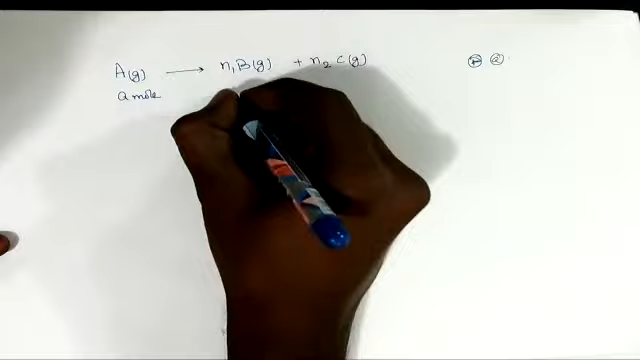 A(g) → n₁B(g) + n₂C(g)
a mole